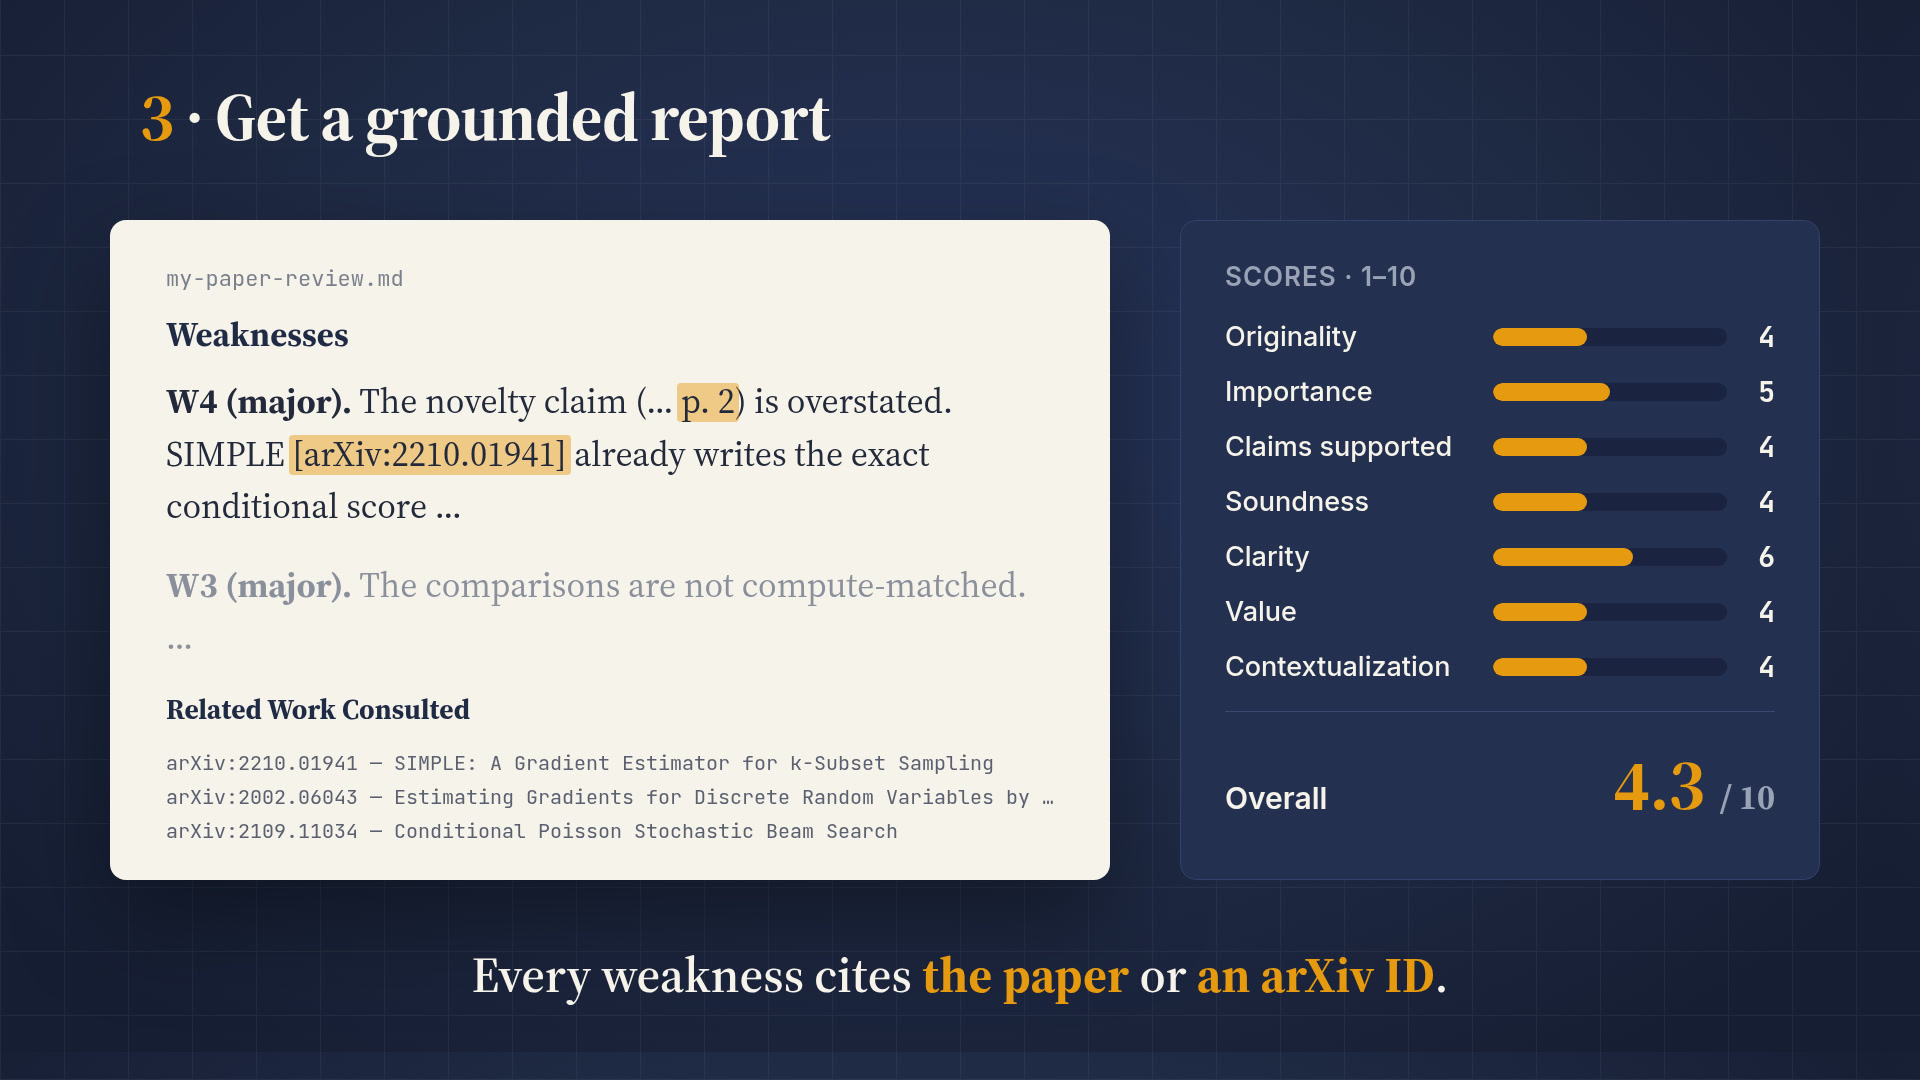 3 · Get a grounded report
my-paper-review.md
Weaknesses
W4 (major). The novelty claim (... p. 2) is overstated.
SIMPLE [arXiv:2210.01941] already writes the exact
conditional score ...
W3 (major). The comparisons are not compute-matched.
...
Related Work Consulted
arXiv:2210.01941 — SIMPLE: A Gradient Estimator for k-Subset Sampling
arXiv:2002.06043 — Estimating Gradients for Discrete Random Variables by …
arXiv:2109.11034 — Conditional Poisson Stochastic Beam Search
SCORES · 1–10
Originality 4
Importance 5
Claims supported 4
Soundness 4
Clarity 6
Value 4
Contextualization 4
Overall 4.3 / 10
Every weakness cites the paper or an arXiv ID.